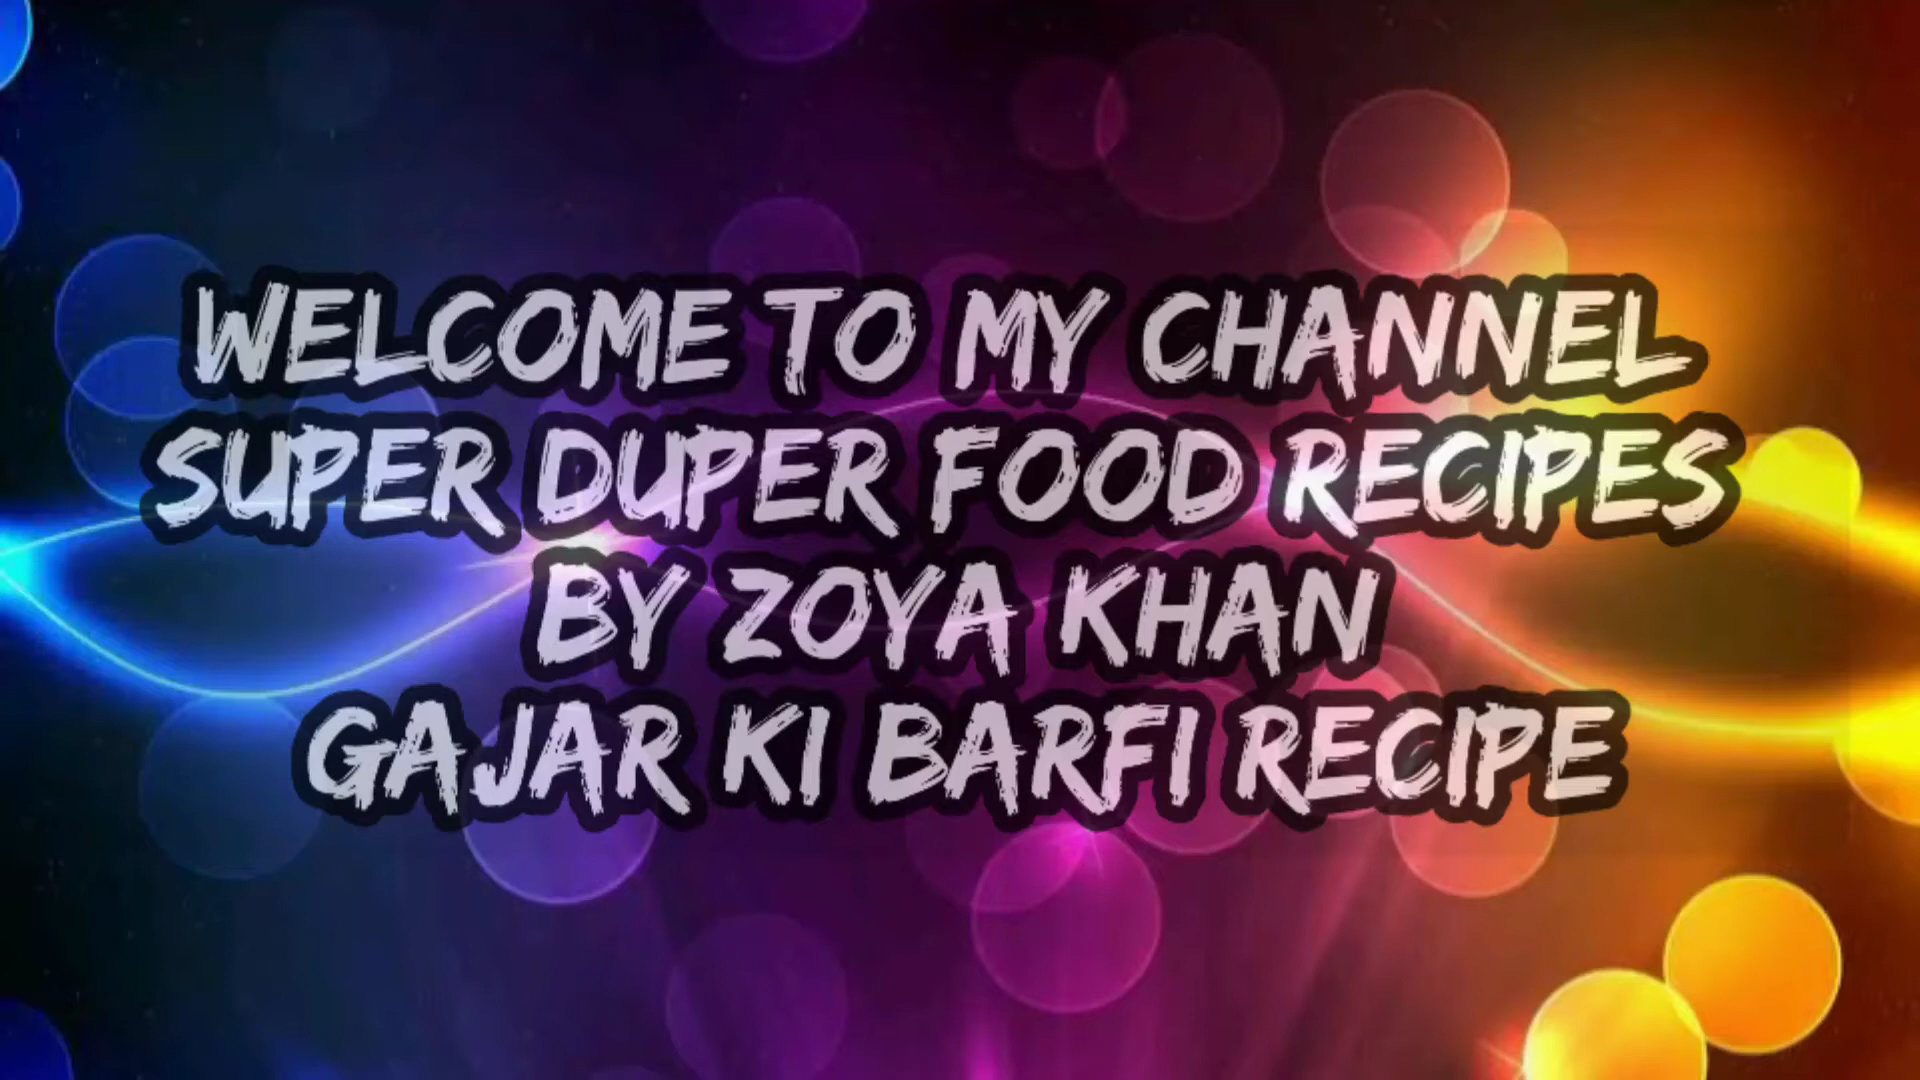 WELCOME TO MY CHANNEL
SUPER DUPER FOOD RECIPES
BY ZOYA KHAN
GAJAR KI BARFI RECIPE